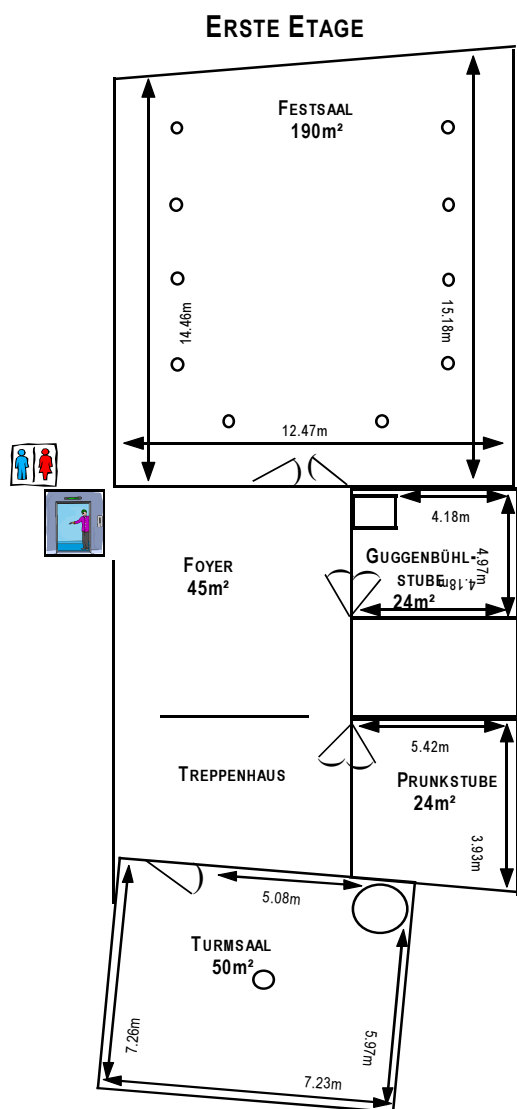 ERSTE ETAGE
FESTSAAL
190m²
14.46m
15.18m
12.47m
4.18m
FOYER
45m²
GUGGENBÜHL-
STUBE
24m²
4.97m
4.18m
5.42m
TREPPENHAUS
PRUNKSTUBE
24m²
3.93m
5.08m
TURMSAAL
50m²
7.26m
5.97m
7.23m